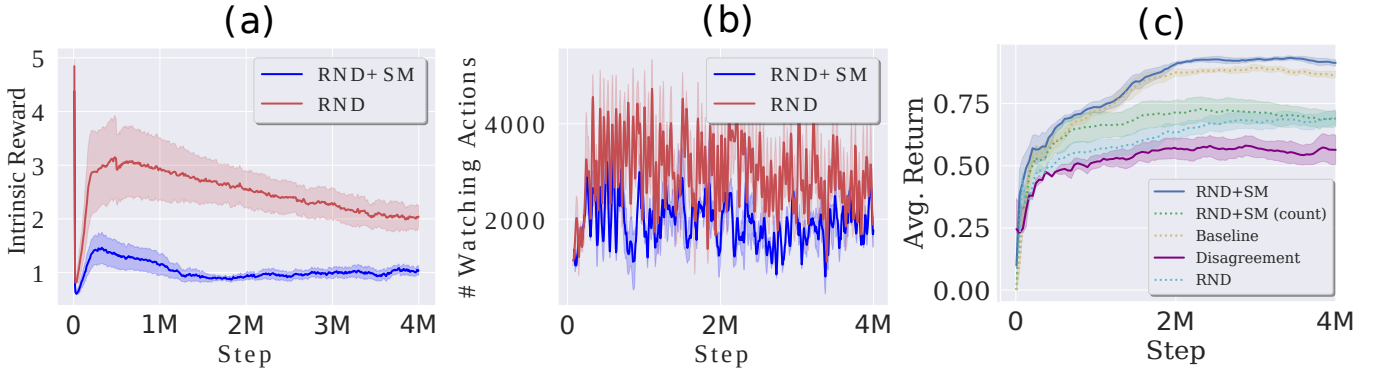 (a)
Intrinsic Reward
5
4
3
2
1
0
1M
2M
3M
4M
Step
RND+ SM
RND
(b)
# Watching Actions
4000
2000
0
2M
4M
Step
RND+ SM
RND
(c)
Avg. Return
0.75
0.50
0.25
0.00
0
2M
4M
Step
RND+SM
RND+SM (count)
Baseline
Disagreement
RND